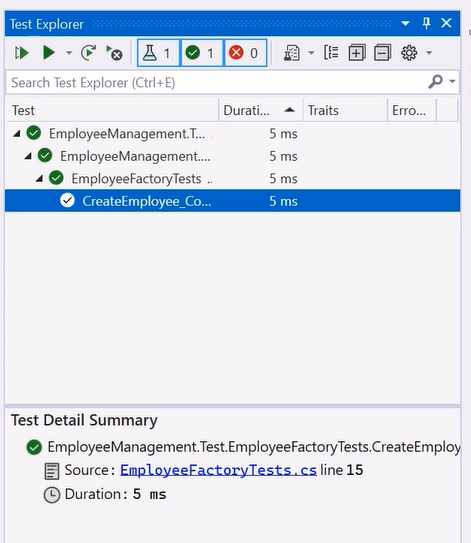 Test Explorer
1 1 0
Search Test Explorer (Ctrl+E)
Test Durati... Traits Erro...
EmployeeManagement.T... 5 ms
EmployeeManagement.... 5 ms
EmployeeFactoryTests .. 5 ms
CreateEmployee_Co... 5 ms
Test Detail Summary
EmployeeManagement.Test.EmployeeFactoryTests.CreateEmploy
Source: EmployeeFactoryTests.cs line 15
Duration: 5 ms